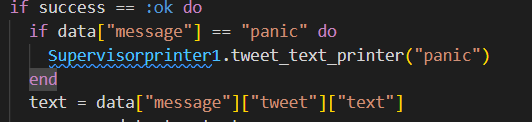 if success == :ok do
if data["message"] == "panic" do
Supervisorprinter1.tweet_text_printer("panic")
end
text = data["message"]["tweet"]["text"]